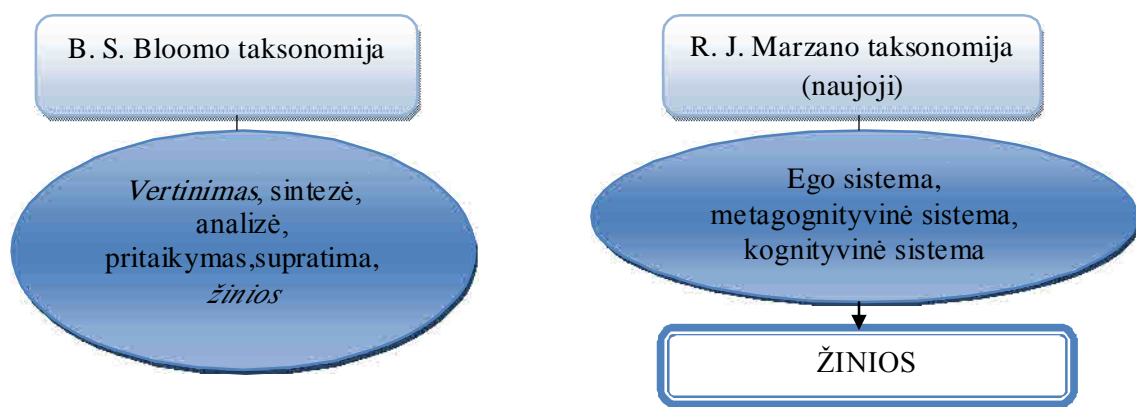 B. S. Bloomo taksonomija
Vertinimas, sintezė,
analizė,
pritaikymas,supratima,
žinios
R. J. Marzano taksonomija
(naujoji)
Ego sistema,
metagognityvinė sistema,
kognityvinė sistema
ŽINIOS